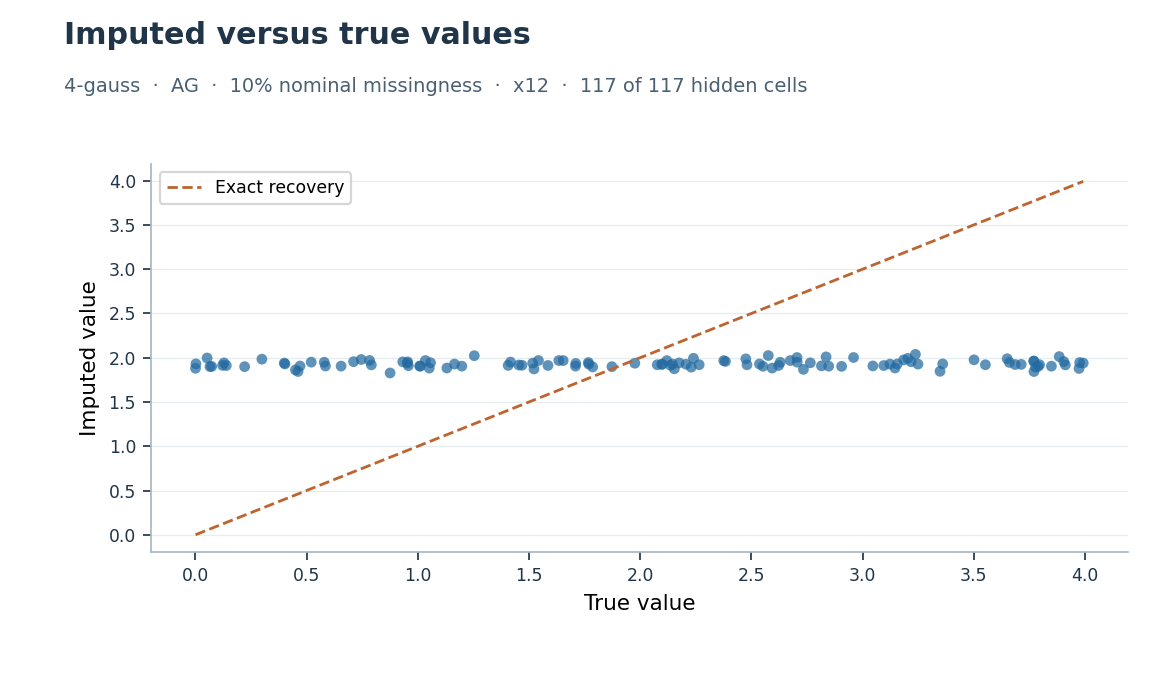 Imputed versus true values
4-gauss · AG · 10% nominal missingness · x12 · 117 of 117 hidden cells
Exact recovery
Imputed value
4.0
3.5
3.0
2.5
2.0
1.5
1.0
0.5
0.0
0.0 0.5 1.0 1.5 2.0 2.5 3.0 3.5 4.0
True value